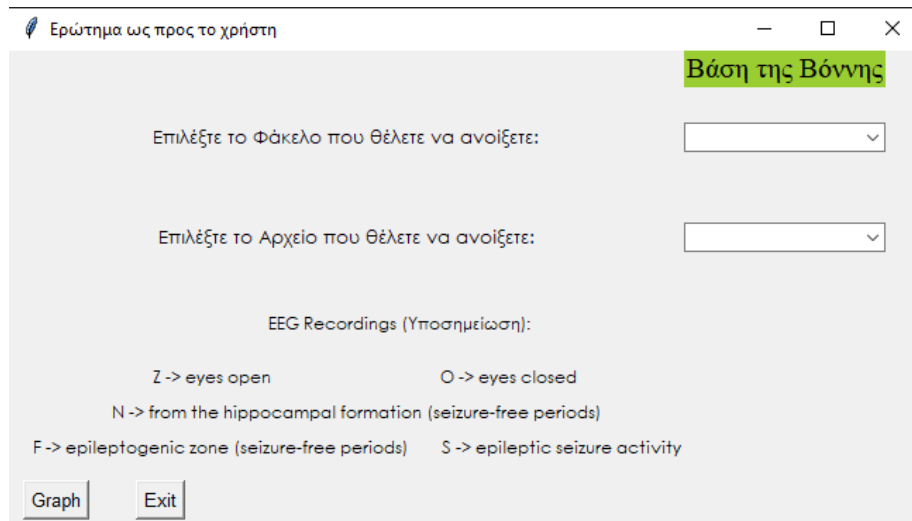 Ερώτημα ως προς το χρήστη
Βάση της Βόννης
Επιλέξτε το Φάκελο που θέλετε να ανοίξετε:
Επιλέξτε το Αρχείο που θέλετε να ανοίξετε:
EEG Recordings (Υποσημείωση):
Z -> eyes open O -> eyes closed
N -> from the hippocampal formation (seizure-free periods)
F -> epileptogenic zone (seizure-free periods) S -> epileptic seizure activity
Graph Exit